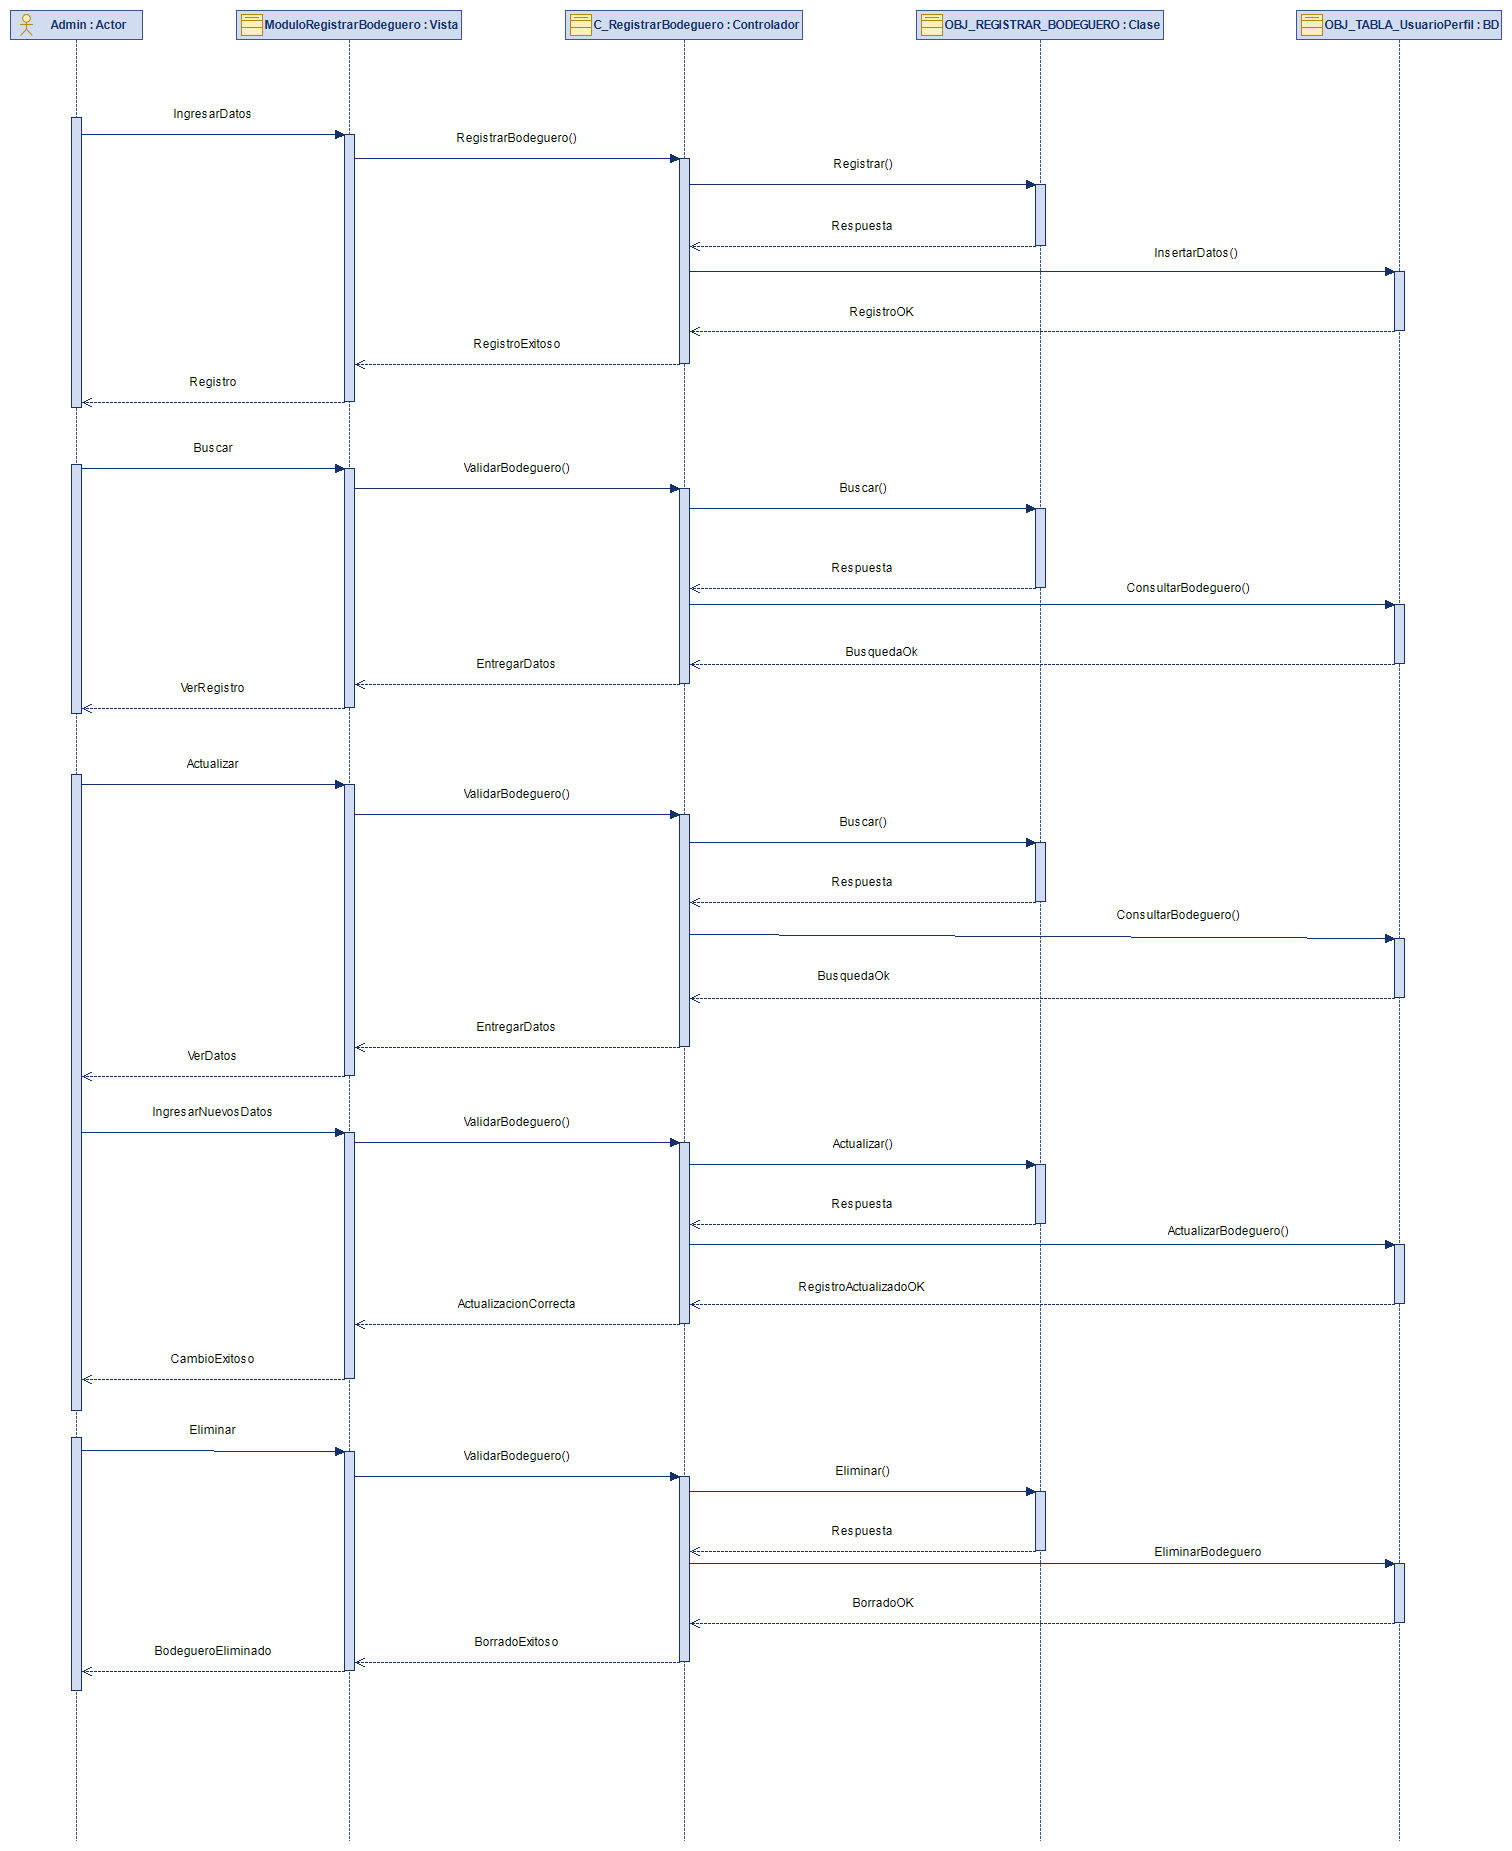 Admin : Actor
ModuloRegistrarBodeguero : Vista
C_RegistrarBodeguero : Controlador
OBJ_REGISTRAR_BODEGUERO : Clase
OBJ_TABLA_UsuarioPerfil : BD
IngresarDatos
RegistrarBodeguero()
Registrar()
Respuesta
InsertarDatos()
RegistroOK
RegistroExitoso
Registro
Buscar
ValidarBodeguero()
Buscar()
Respuesta
ConsultarBodeguero()
BusquedaOk
EntregarDatos
VerRegistro
Actualizar
ValidarBodeguero()
Buscar()
Respuesta
ConsultarBodeguero()
BusquedaOk
EntregarDatos
VerDatos
IngresarNuevosDatos
ValidarBodeguero()
Actualizar()
Respuesta
ActualizarBodeguero()
RegistroActualizadoOK
ActualizacionCorrecta
CambioExitoso
Eliminar
ValidarBodeguero()
Eliminar()
Respuesta
EliminarBodeguero
BorradoOK
BorradoExitoso
BodegueroEliminado